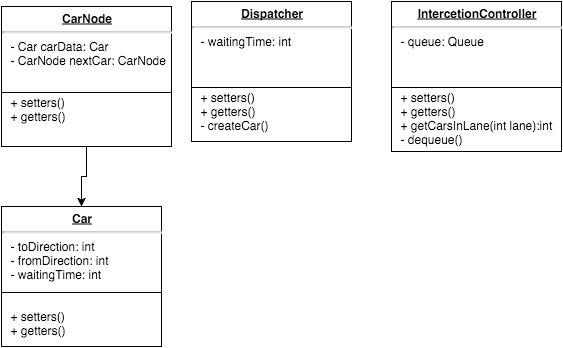 CarNode
- Car carData: Car
- CarNode nextCar: CarNode
+ setters()
+ getters()
Dispatcher
- waitingTime: int
+ setters()
+ getters()
- createCar()
IntercetionController
- queue: Queue
+ setters()
+ getters()
+ getCarsInLane(int lane):int
- dequeue()
Car
- toDirection: int
- fromDirection: int
- waitingTime: int
+ setters()
+ getters()